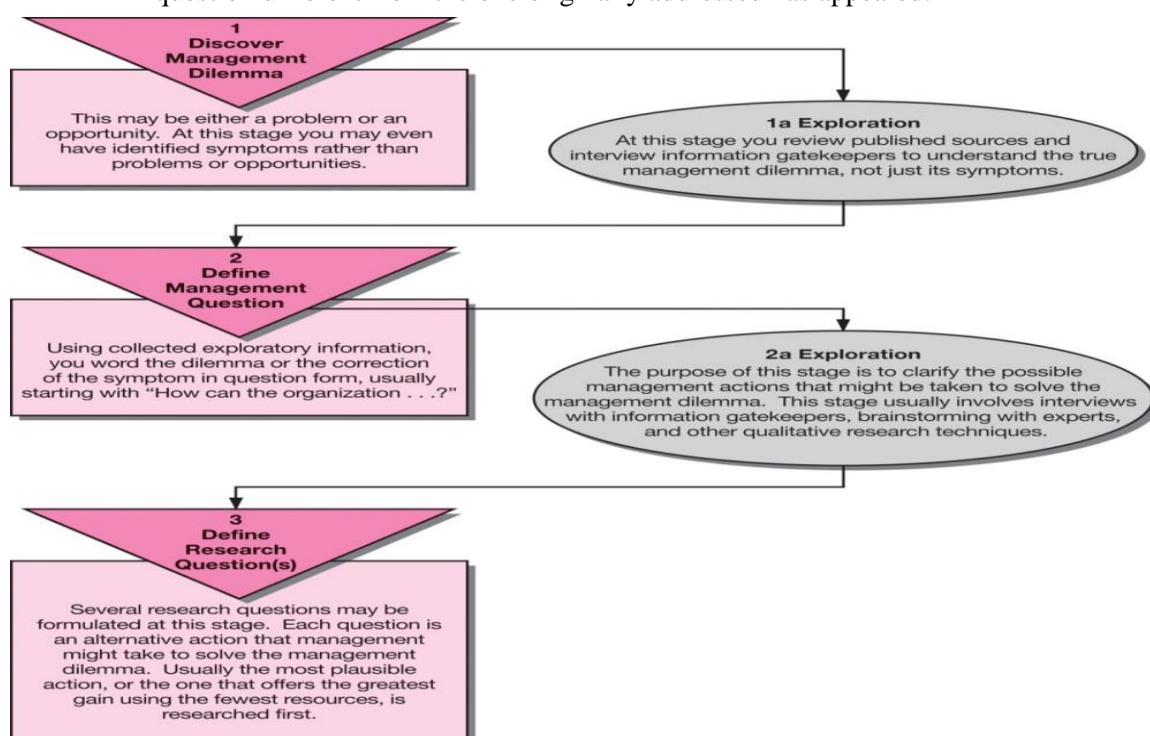 question different from the one originally addressed has appeared.
1
Discover
Management
Dilemma
This may be either a problem or an
opportunity. At this stage you may even
have identified symptoms rather than
problems or opportunities.
1a Exploration
At this stage you review published sources and
interview information gatekeepers to understand the true
management dilemma, not just its symptoms.
2
Define
Management
Question
Using collected exploratory information,
you word the dilemma or the correction
of the symptom in question form, usually
starting with “How can the organization . . .?”
2a Exploration
The purpose of this stage is to clarify the possible
management actions that might be taken to solve the
management dilemma. This stage usually involves interviews
with information gatekeepers, brainstorming with experts,
and other qualitative research techniques.
3
Define
Research
Question(s)
Several research questions may be
formulated at this stage. Each question is
an alternative action that management
might take to solve the management
dilemma. Usually the most plausible
action, or the one that offers the greatest
gain using the fewest resources, is
researched first.